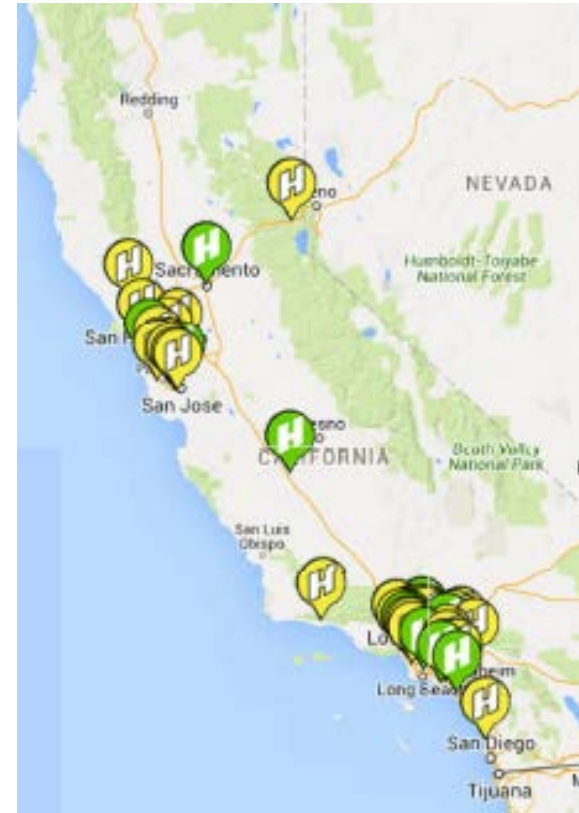 Redding
NEVADA
Humboldt-Toiyabe
National Forest
San Jose
CALIFORNIA
Death Valley
National Park
San Luis
Obispo
Long Beach
San Diego
Tijuana
H
H
H
H
H
H
H
H
H
H
H